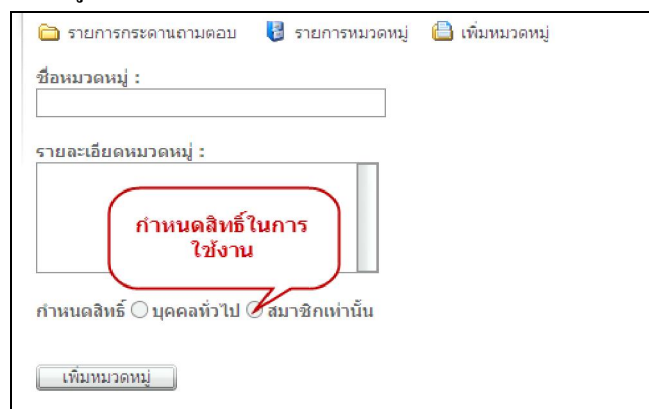 รายการกระดานถามตอบ รายการหมวดหมู่ เพิ่มหมวดหมู่
ชื่อหมวดหมู่ :
รายละเอียดหมวดหมู่ :
กำหนดสิทธิ์ในการ
ใช้งาน
กำหนดสิทธิ์ บุคคลทั่วไป สมาชิกเท่านั้น
เพิ่มหมวดหมู่